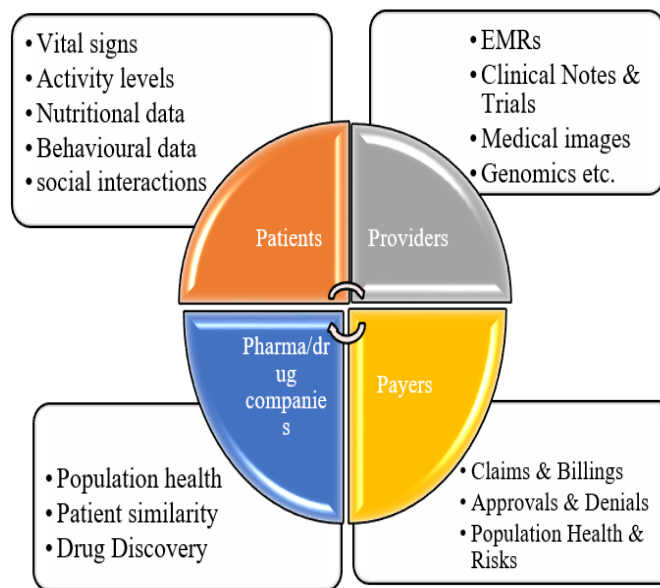 • Vital signs
• Activity levels
• Nutritional data
• Behavioural data
• social interactions
• EMRs
• Clinical Notes &
Trials
• Medical images
• Genomics etc.
Patients
Providers
Pharma/dr
ug
companie
s
Payers
• Population health
• Patient similarity
• Drug Discovery
• Claims & Billings
• Approvals & Denials
• Population Health &
Risks